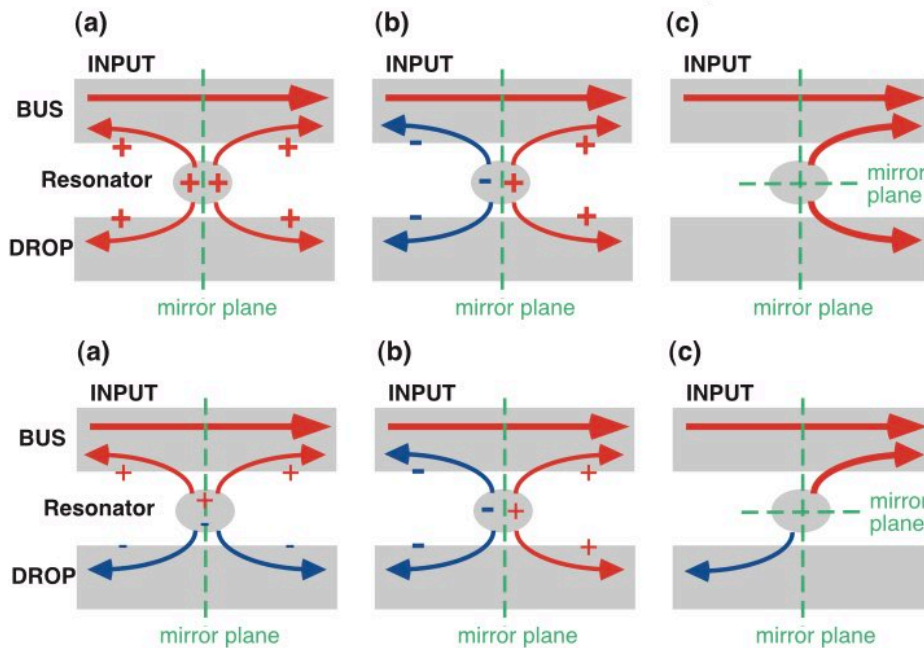 (a) (b) (c)
INPUT INPUT INPUT
BUS
+ + - +
Resonator + + - + mirror plane
+ + - +
DROP
mirror plane mirror plane mirror plane
(a) (b) (c)
INPUT INPUT INPUT
BUS
+ + - +
Resonator + - - + mirror plane
- - - +
DROP
mirror plane mirror plane mirror plane